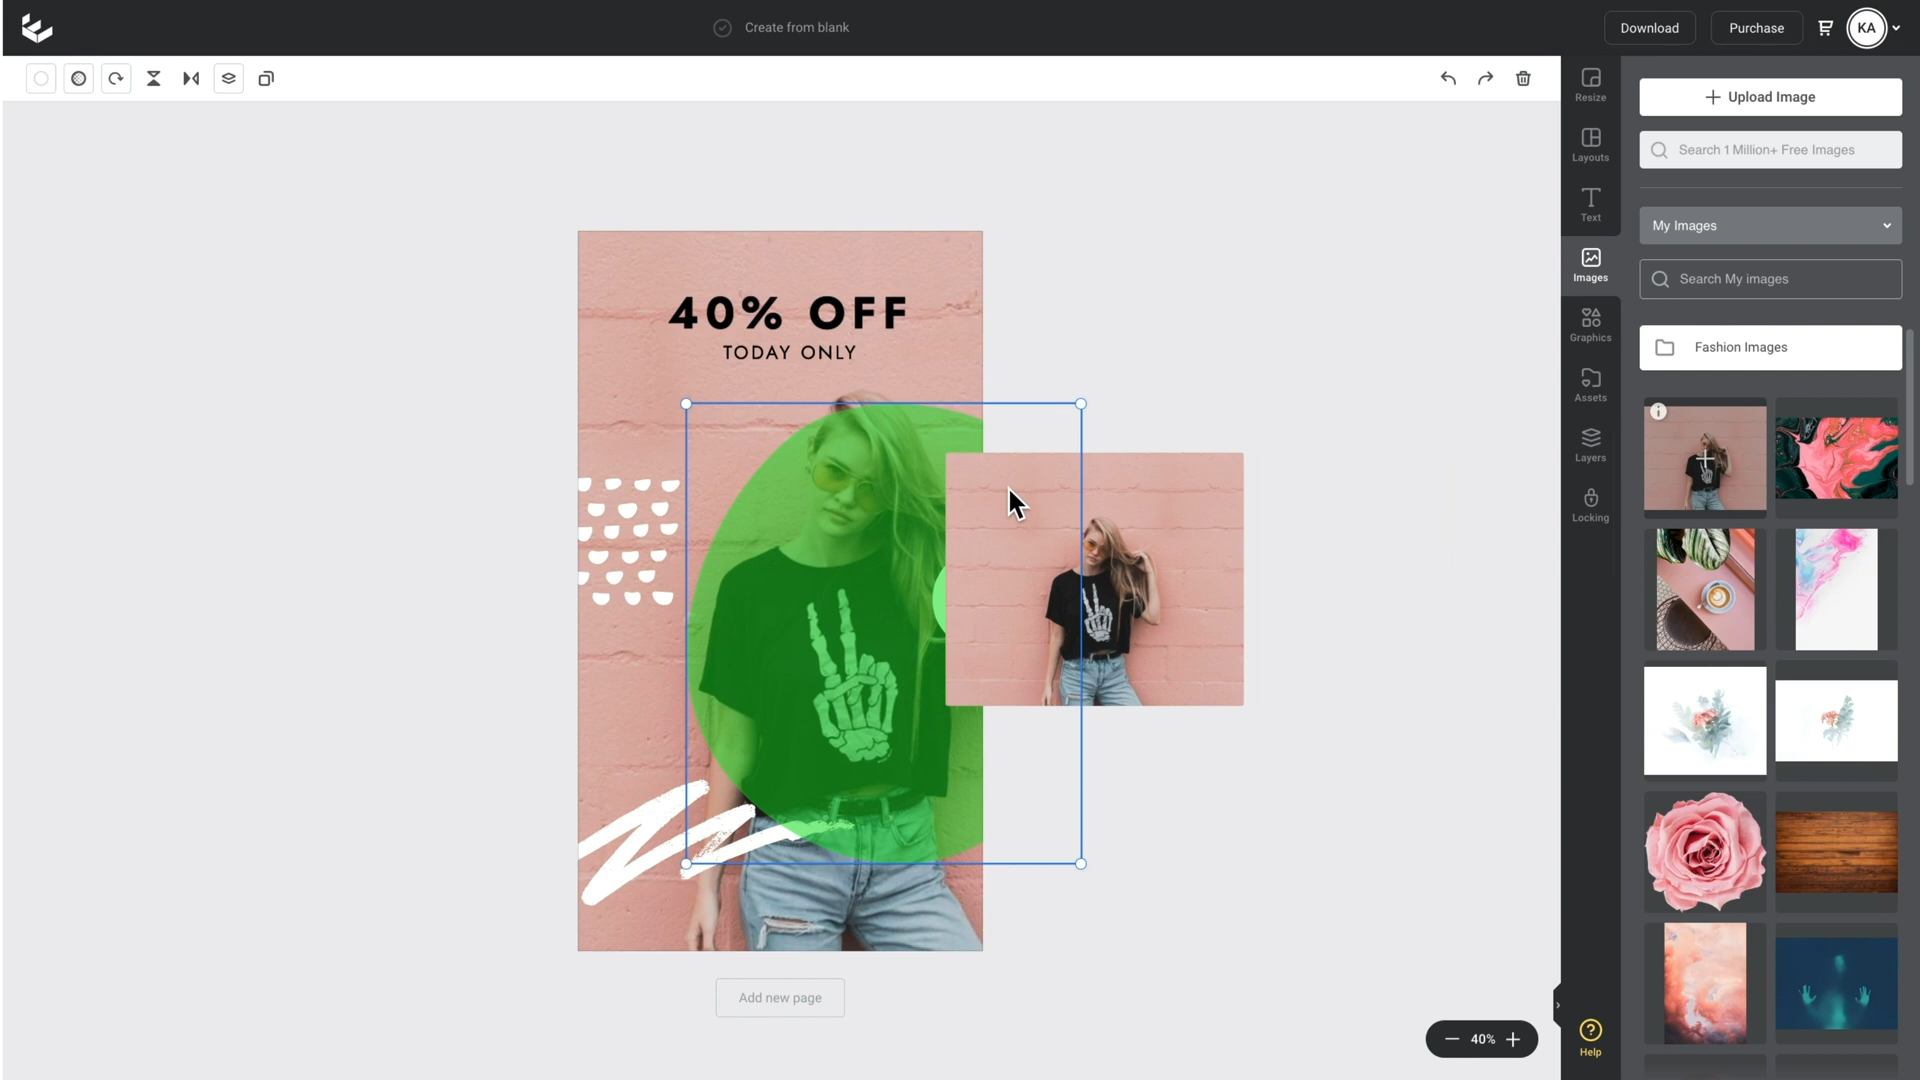 Create from blank
Download
Purchase
KA
Resize
Layouts
Text
Images
Graphics
Assets
Layers
Locking
Help
Upload Image
Search 1 Million+ Free Images
My Images
Search My images
Fashion Images
40% OFF
TODAY ONLY
Add new page
40%